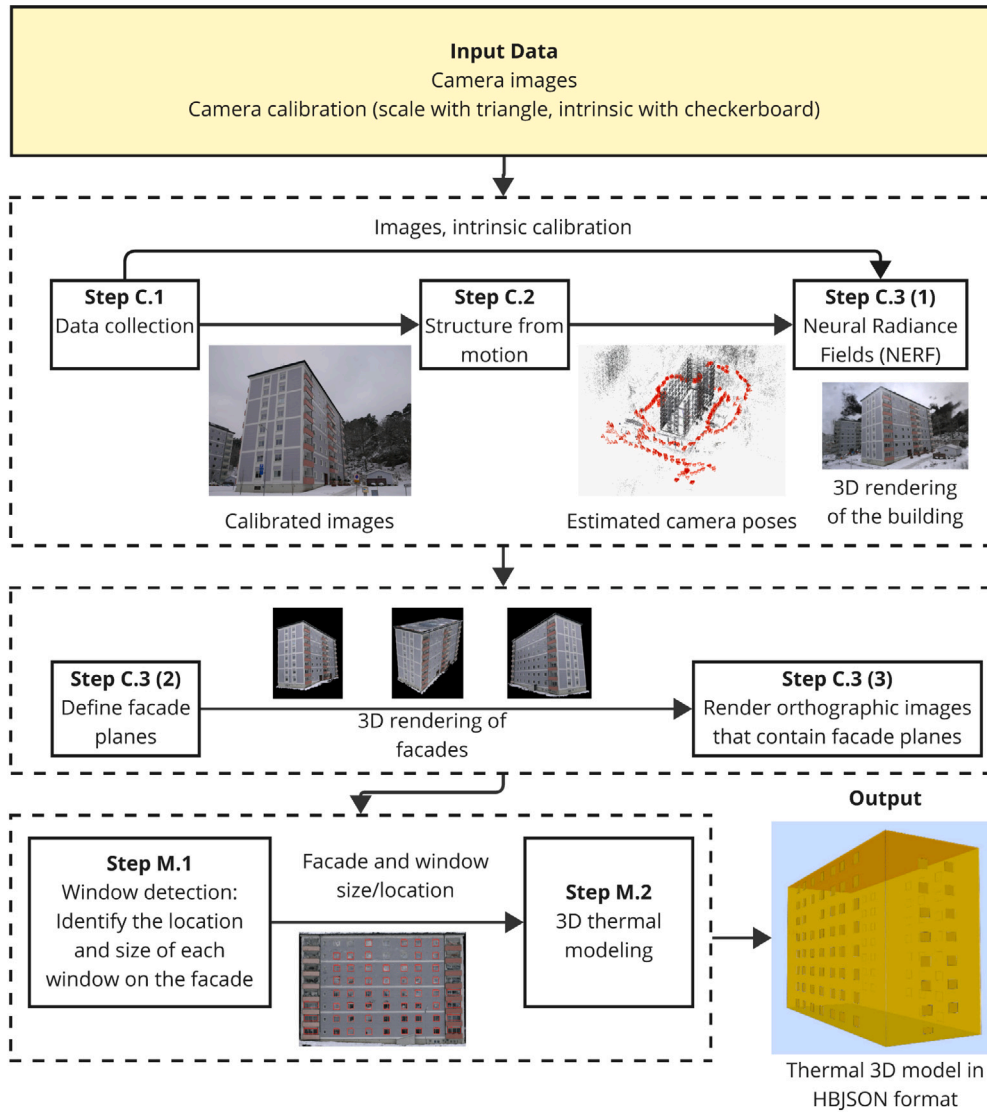 Input Data
Camera images
Camera calibration (scale with triangle, intrinsic with checkerboard)
Images, intrinsic calibration
Step C.1
Data collection
Step C.2
Structure from
motion
Step C.3 (1)
Neural Radiance
Fields (NERF)
Calibrated images
Estimated camera poses
3D rendering
of the building
Step C.3 (2)
Define facade
planes
3D rendering of
facades
Step C.3 (3)
Render orthographic images
that contain facade planes
Step M.1
Window detection:
Identify the location
and size of each
window on the facade
Facade and window
size/location
Step M.2
3D thermal
modeling
Output
Thermal 3D model in
HBJSON format